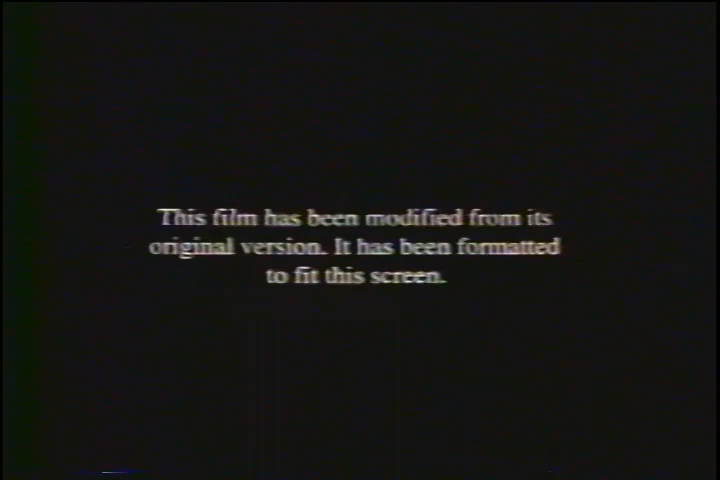 This film has been modified from its
original version. It has been formatted
to fit this screen.